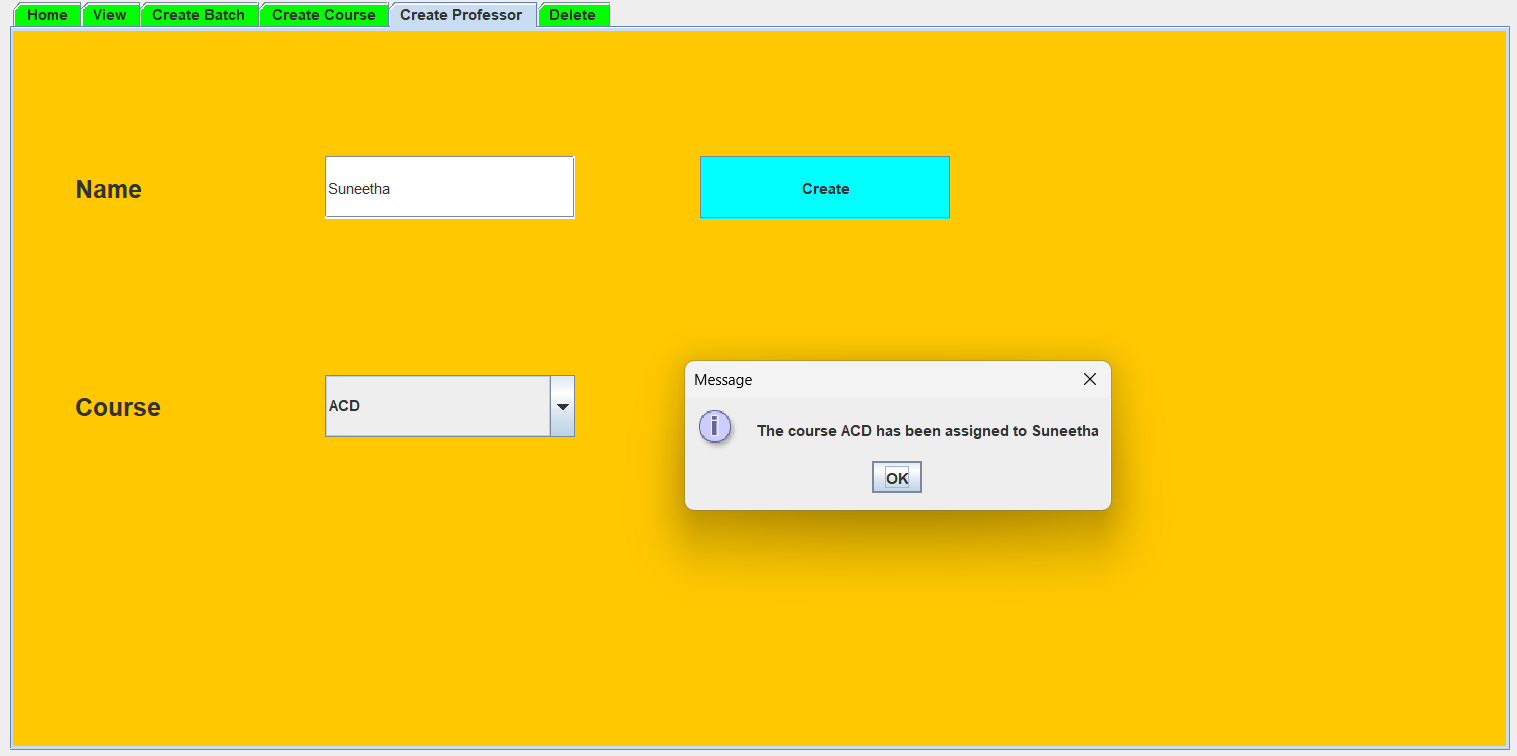 Home View Create Batch Create Course Create Professor Delete
Name Suneetha Create
Message
Course ACD
i The course ACD has been assigned to Suneetha
OK